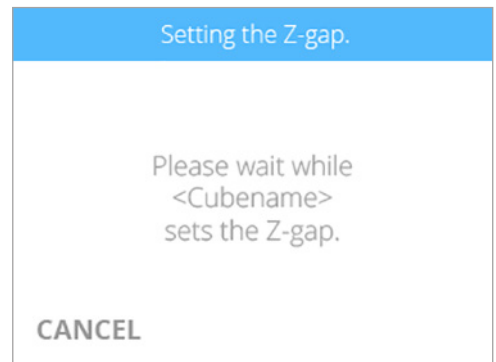 Setting the Z-gap.
Please wait while
<Cubename>
sets the Z-gap.
CANCEL